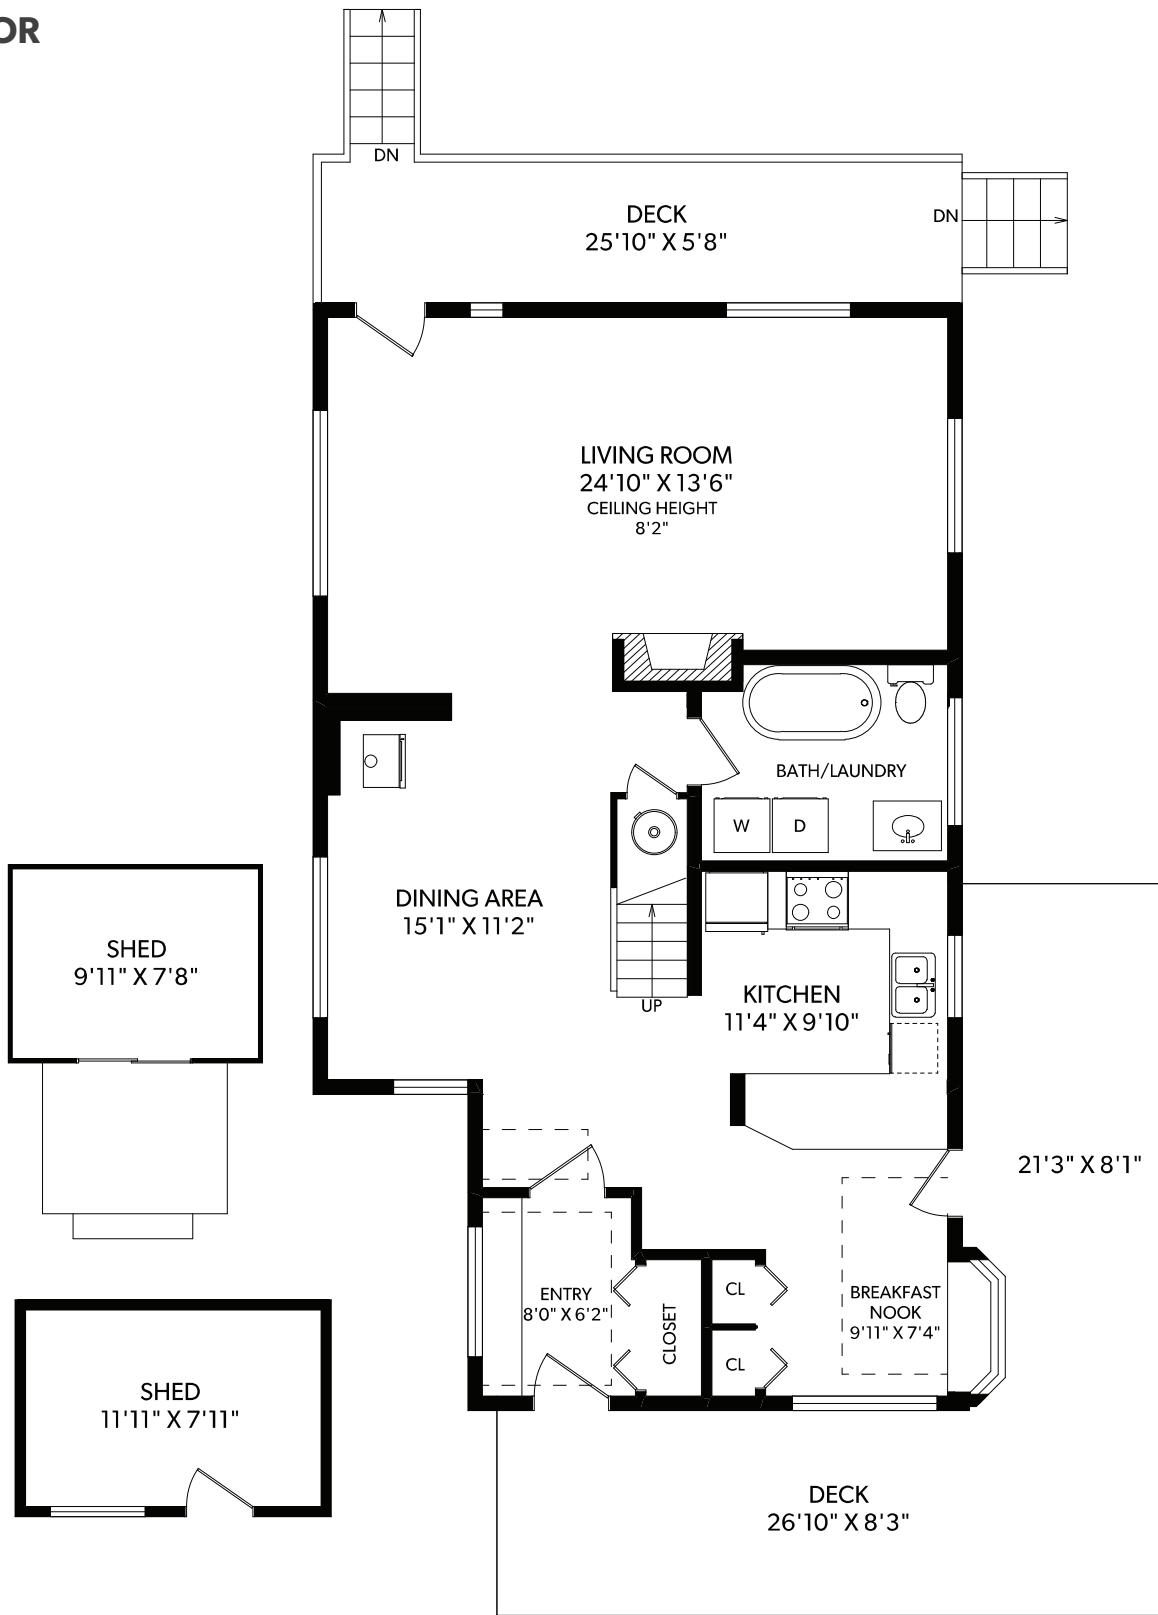 OR
DN
DECK
25'10" X 5'8"
DN
LIVING ROOM
24'10" X 13'6"
CEILING HEIGHT
8'2"
BATH/LAUNDRY
W
D
DINING AREA
15'1" X 11'2"
UP
KITCHEN
11'4" X 9'10"
SHED
9'11" X 7'8"
21'3" X 8'1"
ENTRY
8'0" X 6'2"
CLOSET
CL
CL
BREAKFAST
NOOK
9'11" X 7'4"
SHED
11'11" X 7'11"
DECK
26'10" X 8'3"